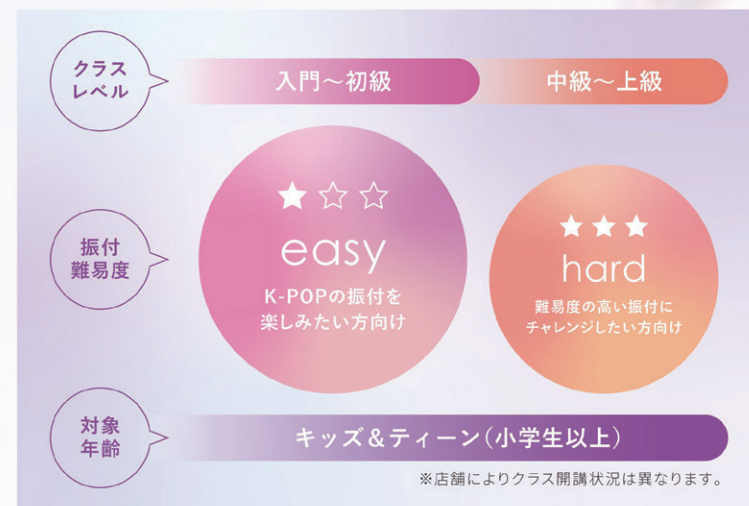 クラス
レベル
入門～初級
中級～上級
振付
難易度
★☆☆
easy
K-POPの振付を
楽しみたい方向け
★★★
hard
難易度の高い振付に
チャレンジしたい方向け
対象
年齢
キッズ&ティーン(小学生以上)
※店舗によりクラス開講状況は異なります。